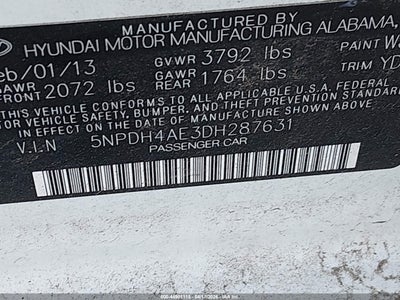 MANUFACTURED BY
HYUNDAI MOTOR MANUFACTURING ALABAMA,
eb/01/13 GVWR 3792 lbs PAINT
GAWR FRONT 2072 lbs GAWR 1764 lbs TRIM YD
THIS VEHICLE CONFORMS TO ALL APPLICABLE
U.S. FEDERAL MOTOR VEHICLE SAFETY
BUMPER, AND THEFT PREVENTION STANDARDS IN
EFFECT ON THE DATE OF MANUFACTURE SHOWN
V.I.N 5NPDH4AE3DH287631
PASSENGER CAR